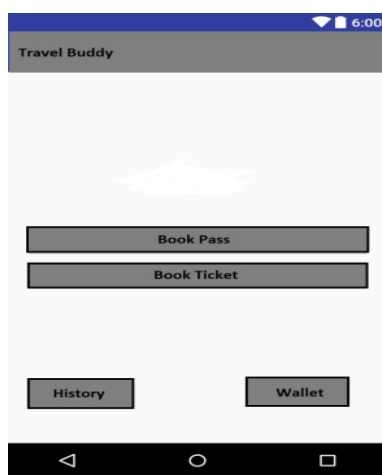 6:00
Travel Buddy
Book Pass
Book Ticket
History Wallet